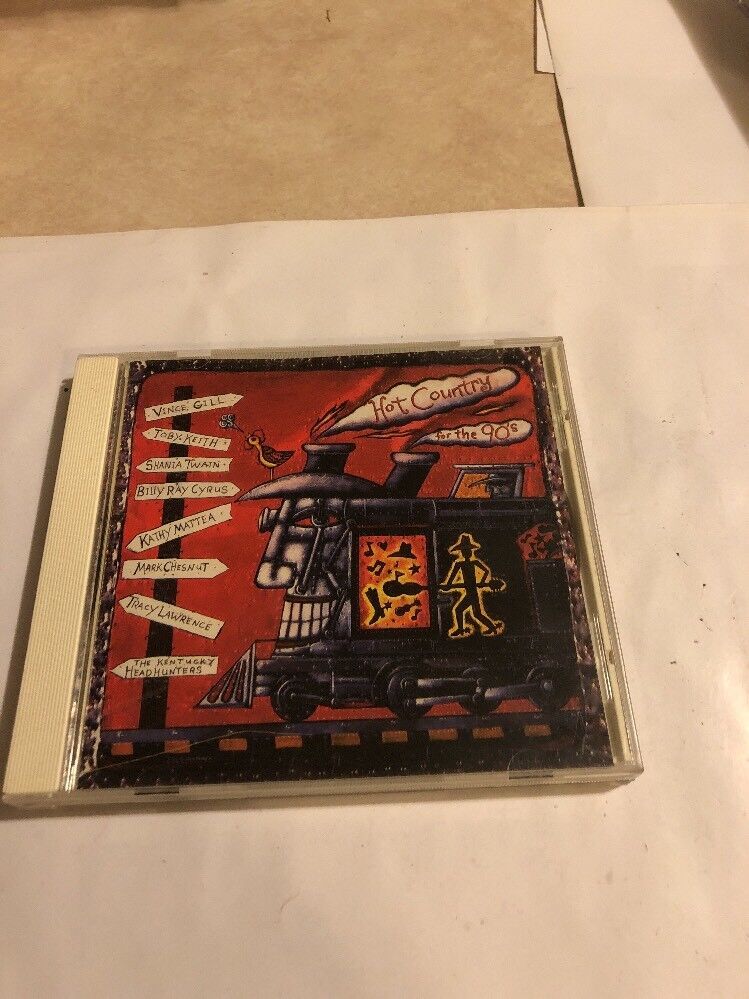 Hot Country
for the 90's
VINCE GILL
TOBY KEITH
SHANIA TWAIN
BILLY RAY CYRUS
KATHY MATTEA
MARK CHESNUT
TRACY LAWRENCE
THE KENTUCKY
HEADHUNTERS